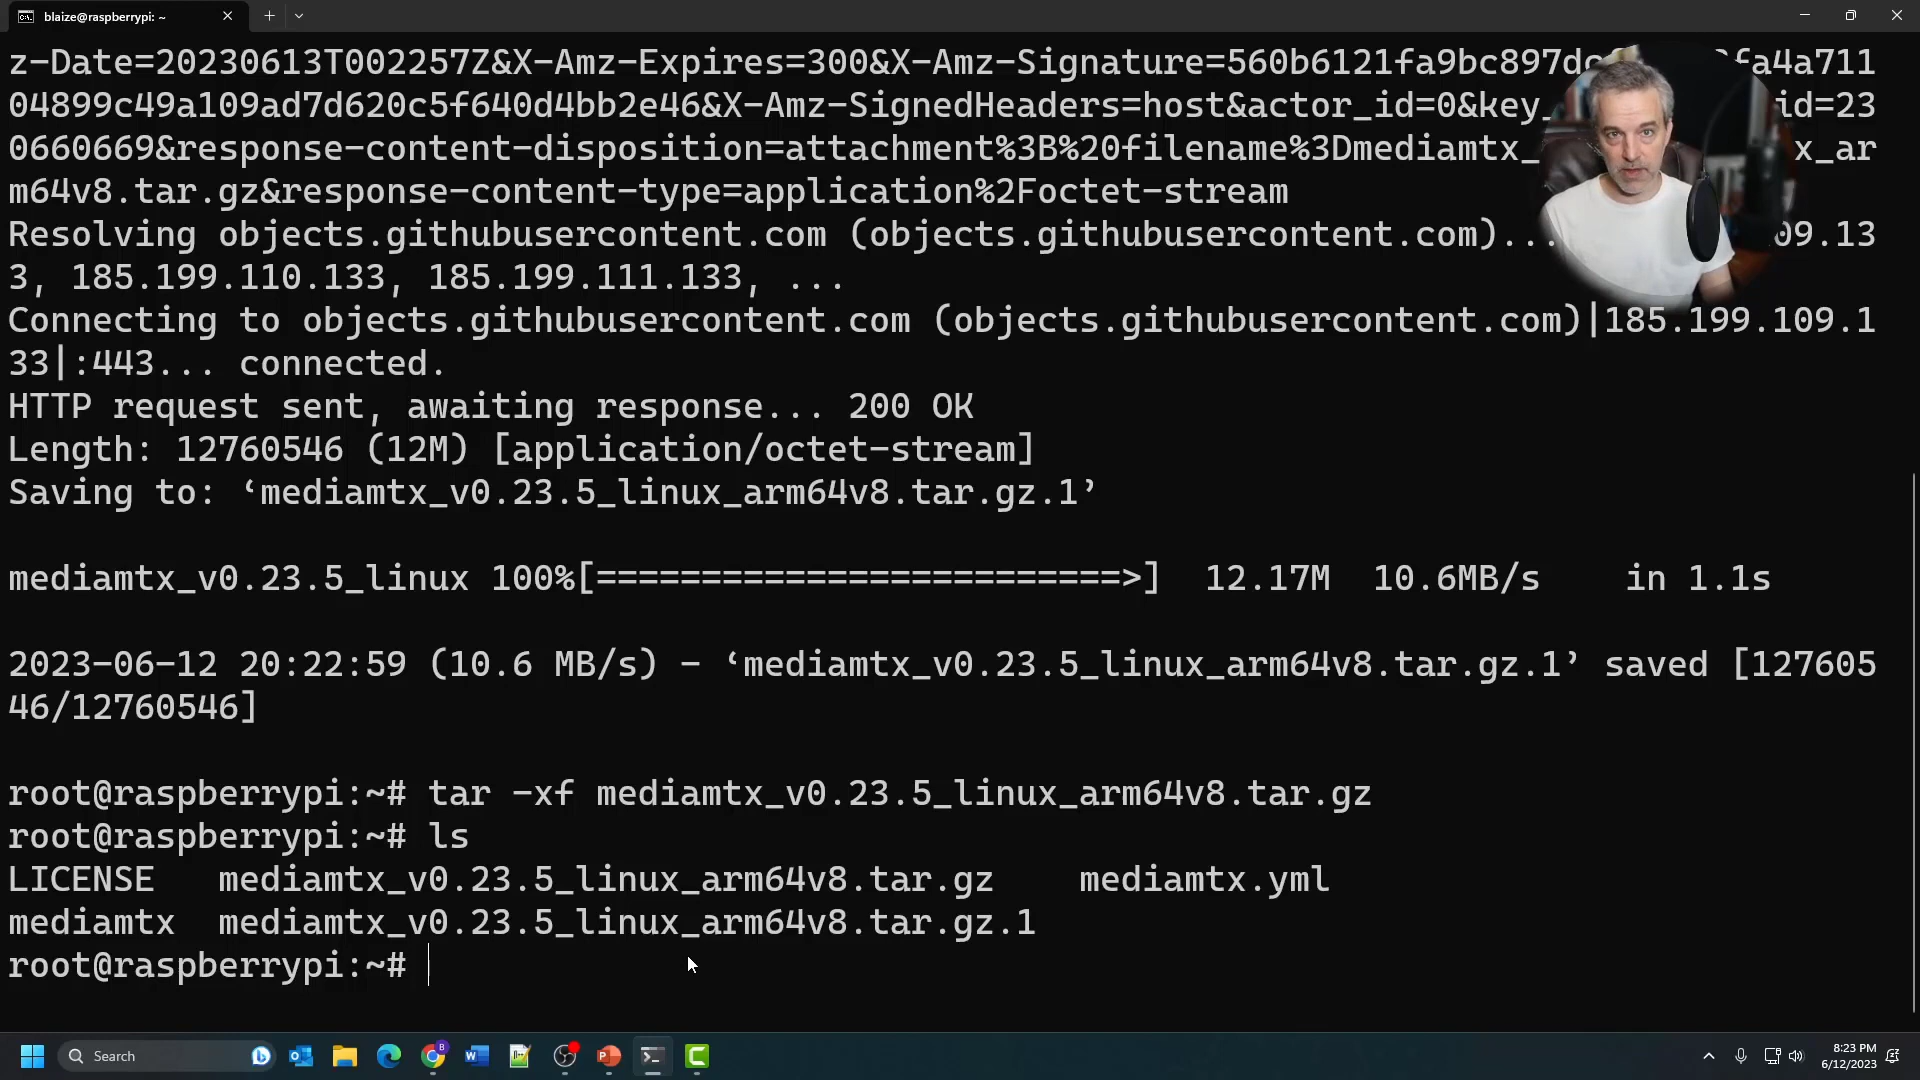 blaize@raspberrypi: ~
z-Date=20230613T002257Z&X-Amz-Expires=300&X-Amz-Signature=560b6121fa9bc897dc fa4a711
04899c49a109ad7d620c5f640d4bb2e46&X-Amz-SignedHeaders=host&actor_id=0&key_ id=23
0660669&response-content-disposition=attachment%3B%20filename%3Dmediamtx_ x_ar
m64v8.tar.gz&response-content-type=application%2Foctet-stream
Resolving objects.githubusercontent.com (objects.githubusercontent.com)... 09.13
3, 185.199.110.133, 185.199.111.133, ...
Connecting to objects.githubusercontent.com (objects.githubusercontent.com)|185.199.109.1
33|:443... connected.
HTTP request sent, awaiting response... 200 OK
Length: 12760546 (12M) [application/octet-stream]
Saving to: ‘mediamtx_v0.23.5_linux_arm64v8.tar.gz.1’
mediamtx_v0.23.5_linux 100%[=========================>] 12.17M 10.6MB/s in 1.1s
2023-06-12 20:22:59 (10.6 MB/s) - ‘mediamtx_v0.23.5_linux_arm64v8.tar.gz.1’ saved [127605
46/12760546]
root@raspberrypi:~# tar -xf mediamtx_v0.23.5_linux_arm64v8.tar.gz
root@raspberrypi:~# ls
LICENSE mediamtx_v0.23.5_linux_arm64v8.tar.gz mediamtx.yml
mediamtx mediamtx_v0.23.5_linux_arm64v8.tar.gz.1
root@raspberrypi:~#
Search
8:23 PM
6/12/2023